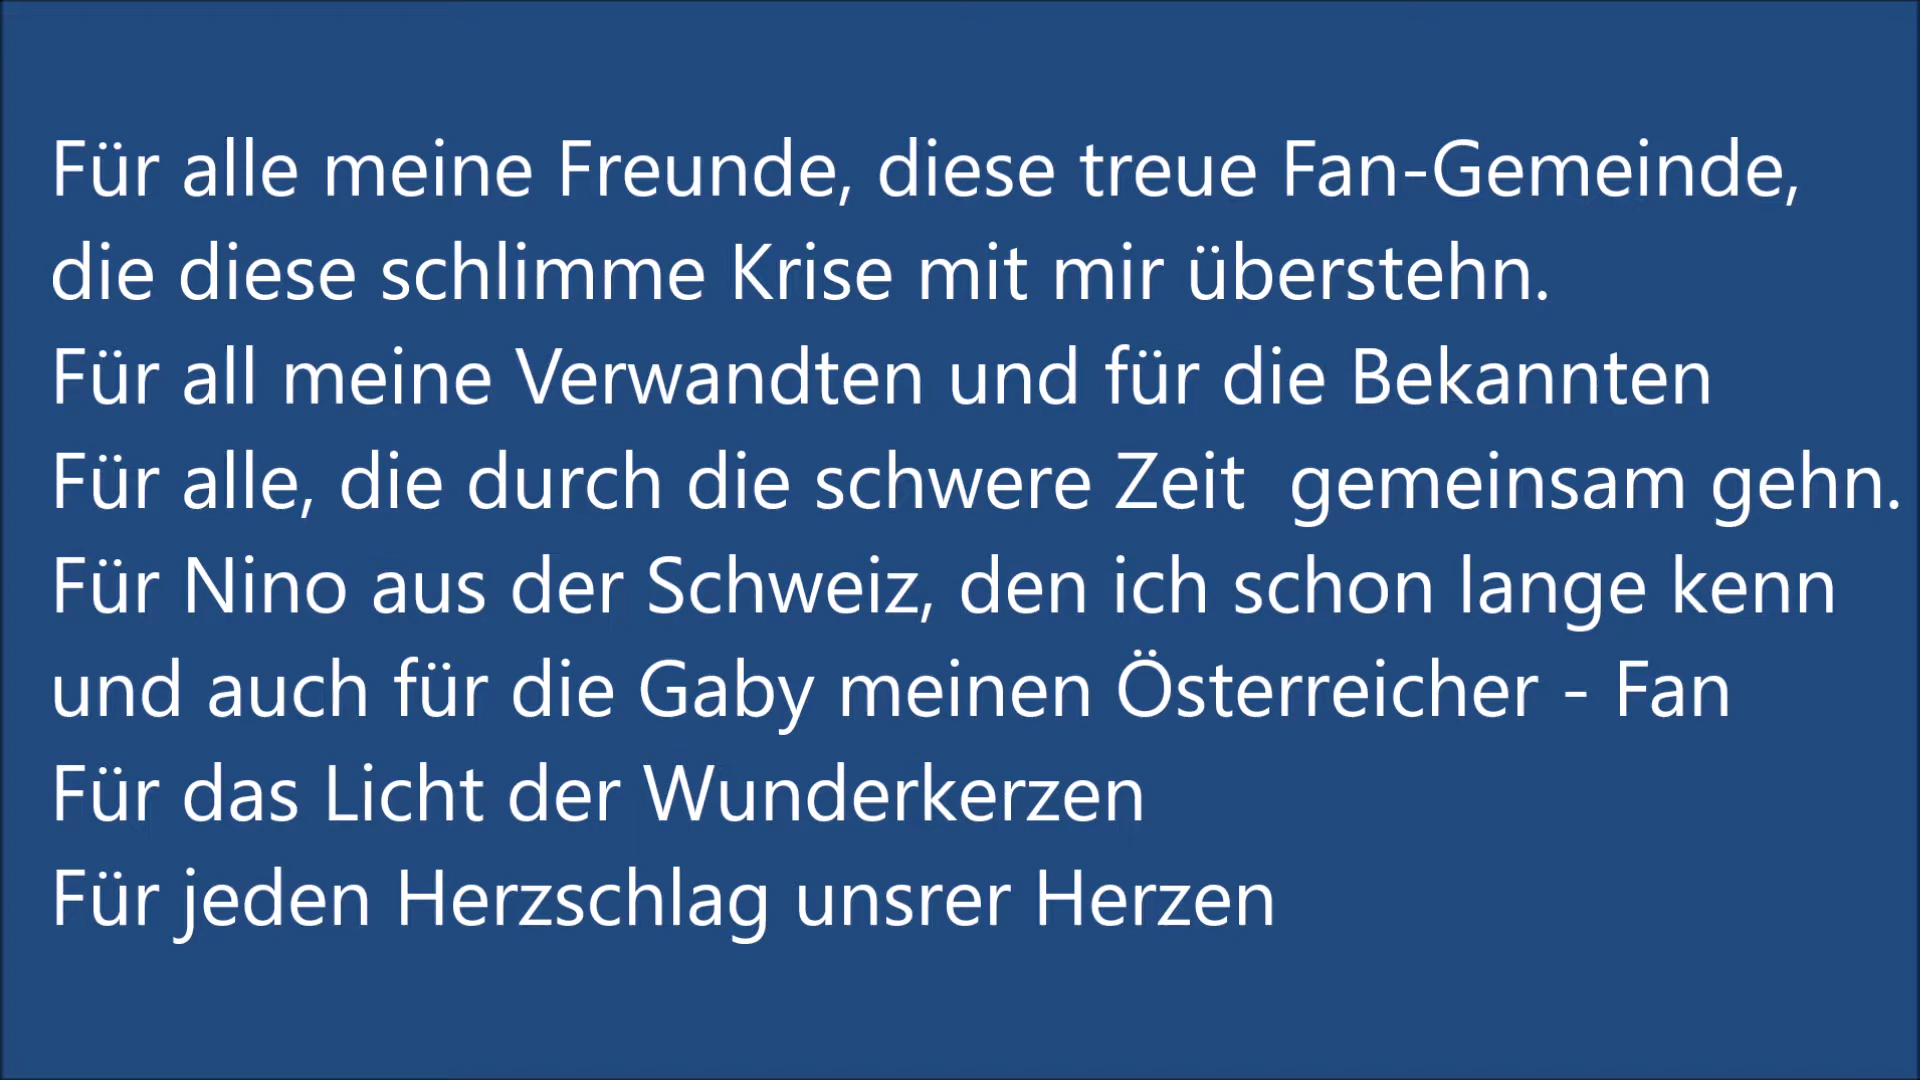 Für alle meine Freunde, diese treue Fan-Gemeinde,
die diese schlimme Krise mit mir überstehn.
Für all meine Verwandten und für die Bekannten
Für alle, die durch die schwere Zeit  gemeinsam gehn.
Für Nino aus der Schweiz, den ich schon lange kenn
und auch für die Gaby meinen Österreicher - Fan
Für das Licht der Wunderkerzen
Für jeden Herzschlag unsrer Herzen